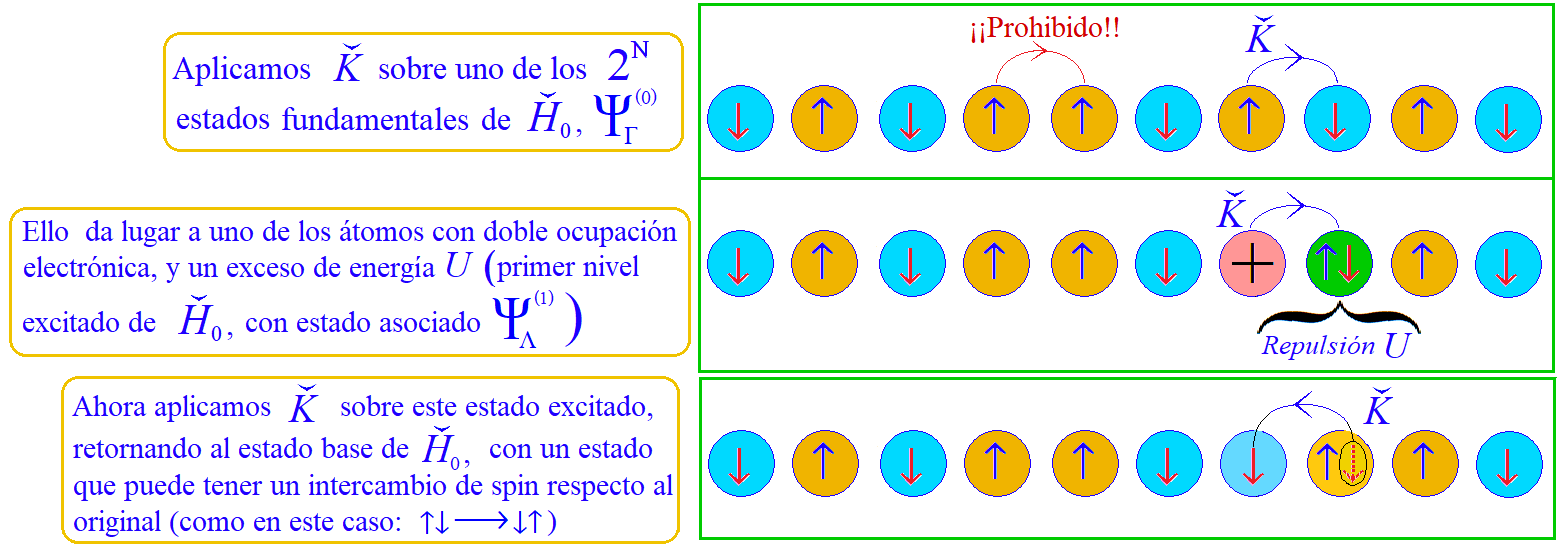 Aplicamos Ǩ sobre uno de los 2ᴺ
estados fundamentales de Ȟ₀, Ψ_Γ⁽⁰⁾
¡¡Prohibido!!
Ǩ
↓ ↑ ↓ ↑ ↑ ↓ ↑ ↓ ↑ ↓
Ello da lugar a uno de los átomos con doble ocupación
electrónica, y un exceso de energía U (primer nivel
excitado de Ȟ₀, con estado asociado Ψ_Λ⁽¹⁾)
Ǩ
↓ ↑ ↓ ↑ ↑ ↓ + ↑↓ ↑ ↓
Repulsión U
Ahora aplicamos Ǩ sobre este estado excitado,
retornando al estado base de Ȟ₀, con un estado
que puede tener un intercambio de spin respecto al
original (como en este caso: ↑↓⟶↓↑)
Ǩ
↓ ↑ ↓ ↑ ↑ ↓ ↓ ↑↓ ↑ ↓